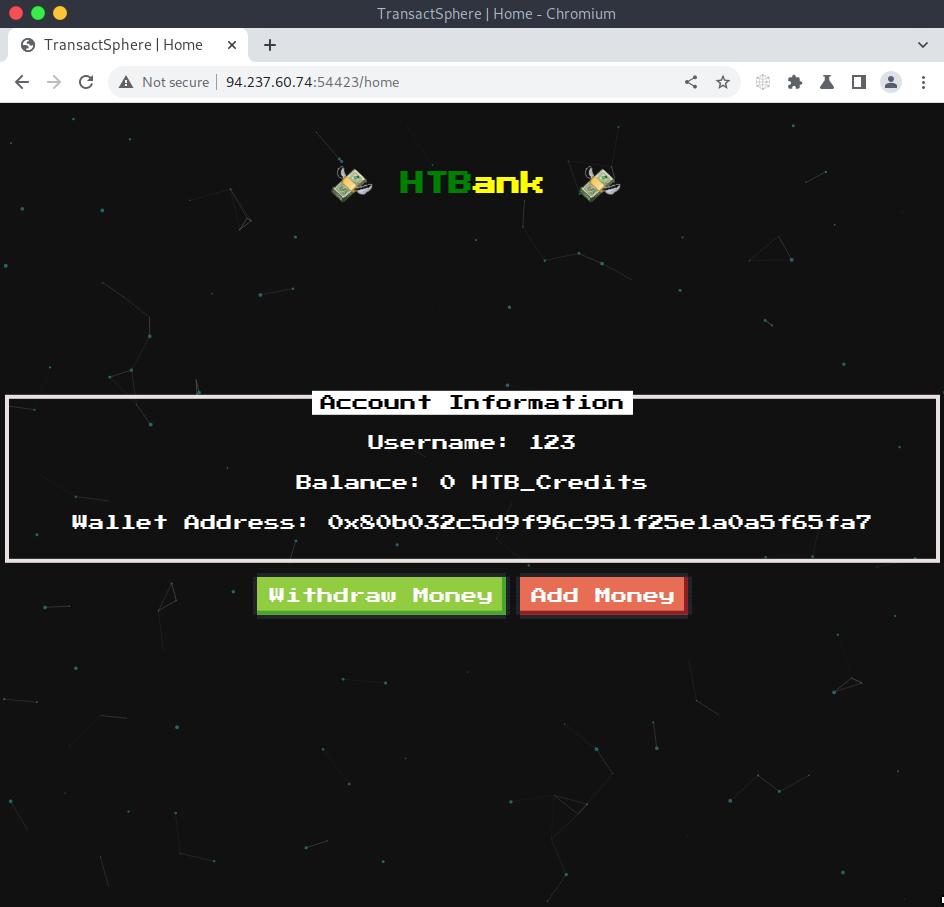 TransactSphere | Home - Chromium
TransactSphere | Home
Not secure | 94.237.60.74:54423/home
HTBank
Account Information
Username: 123
Balance: 0 HTB_Credits
Wallet Address: 0x80b032c5d9f96c951f25e1a0a5f65fa7
Withdraw Money Add Money